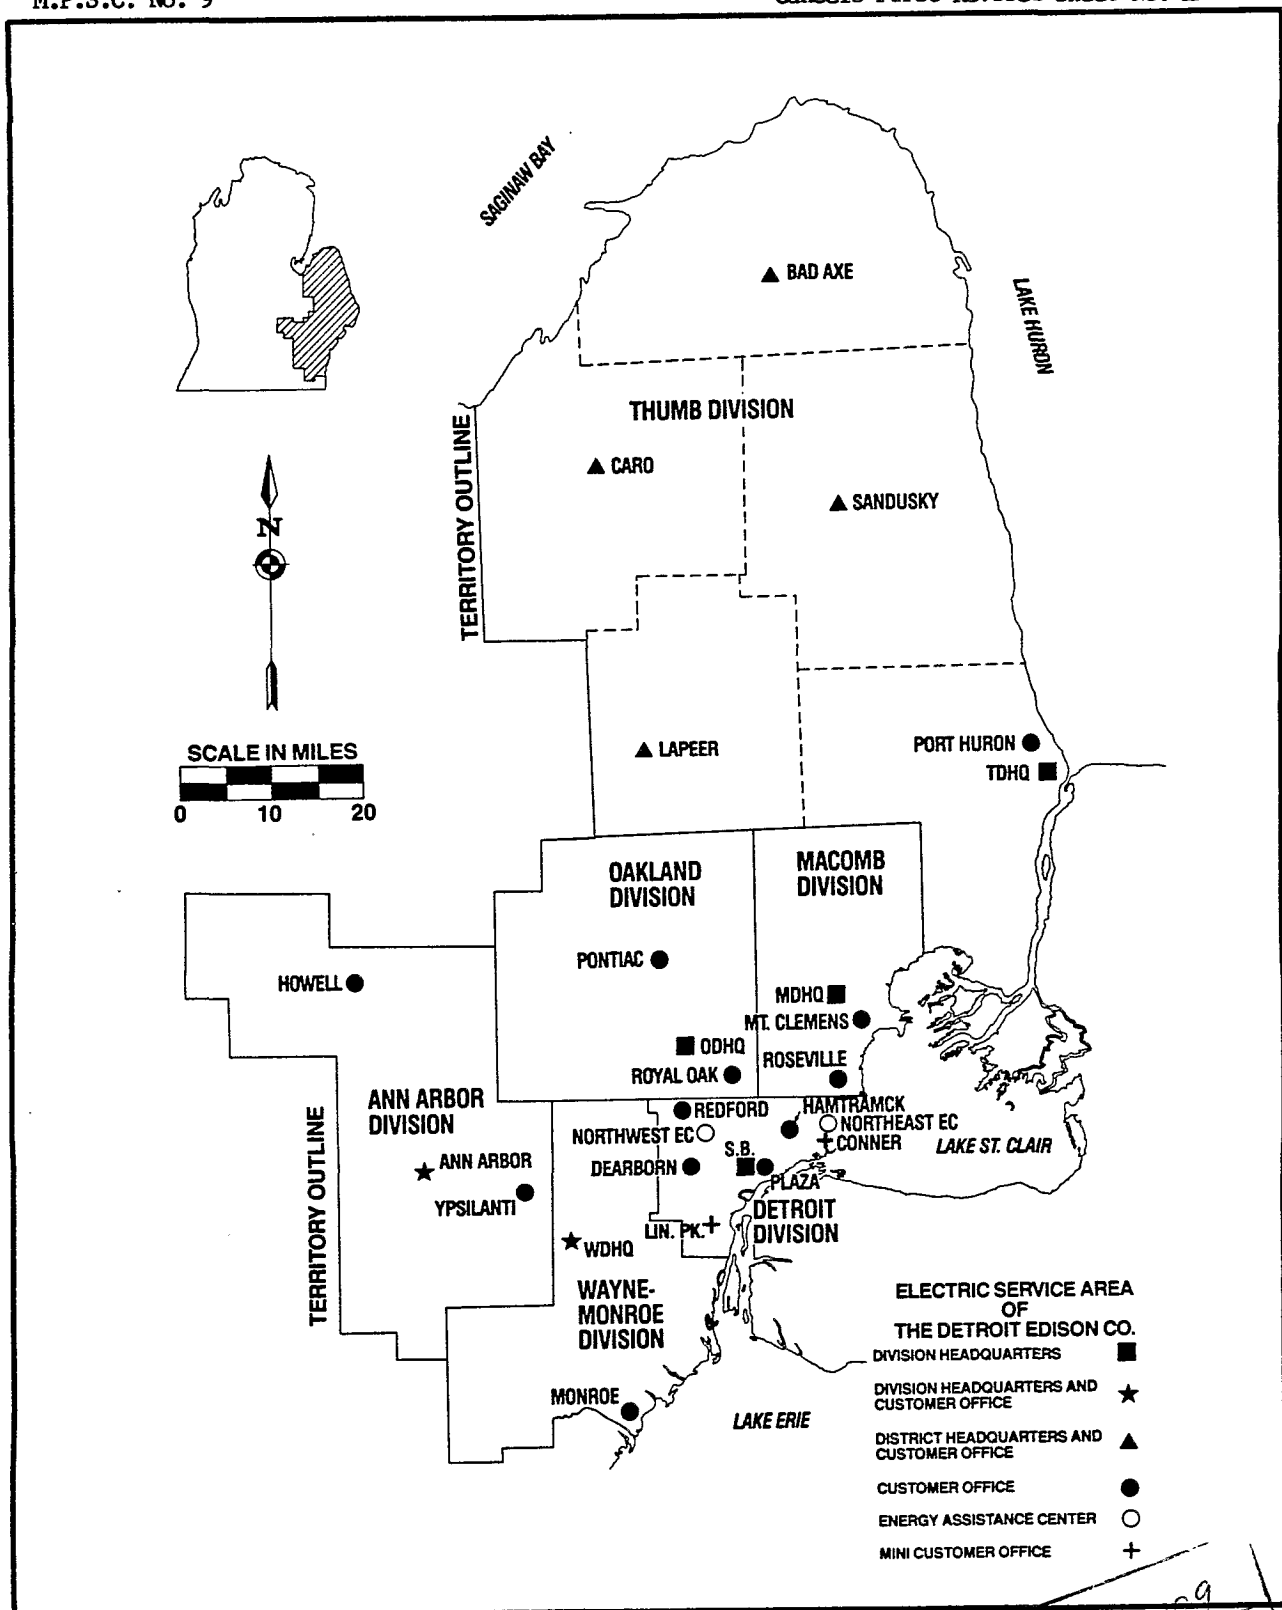 M.P.S.C. No. 9
SAGINAW BAY
BAD AXE
LAKE HURON
THUMB DIVISION
TERRITORY OUTLINE
CARO
SANDUSKY
N
SCALE IN MILES
0 10 20
LAPEER
PORT HURON
TDHQ
OAKLAND
DIVISION
MACOMB
DIVISION
HOWELL
PONTIAC
MDHQ
MT. CLEMENS
ODHQ
ROSEVILLE
ROYAL OAK
ANN ARBOR
DIVISION
REDFORD
HAMTRAMCK
NORTHWEST EC
NORTHEAST EC
CONNER
LAKE ST. CLAIR
S.B.
DEARBORN
PLAZA
ANN ARBOR
YPSILANTI
TERRITORY OUTLINE
LIN. PK.
DETROIT
DIVISION
WDHQ
WAYNE-
MONROE
DIVISION
MONROE
LAKE ERIE
ELECTRIC SERVICE AREA
OF
THE DETROIT EDISON CO.
DIVISION HEADQUARTERS
DIVISION HEADQUARTERS AND
CUSTOMER OFFICE
DISTRICT HEADQUARTERS AND
CUSTOMER OFFICE
CUSTOMER OFFICE
ENERGY ASSISTANCE CENTER
MINI CUSTOMER OFFICE
9